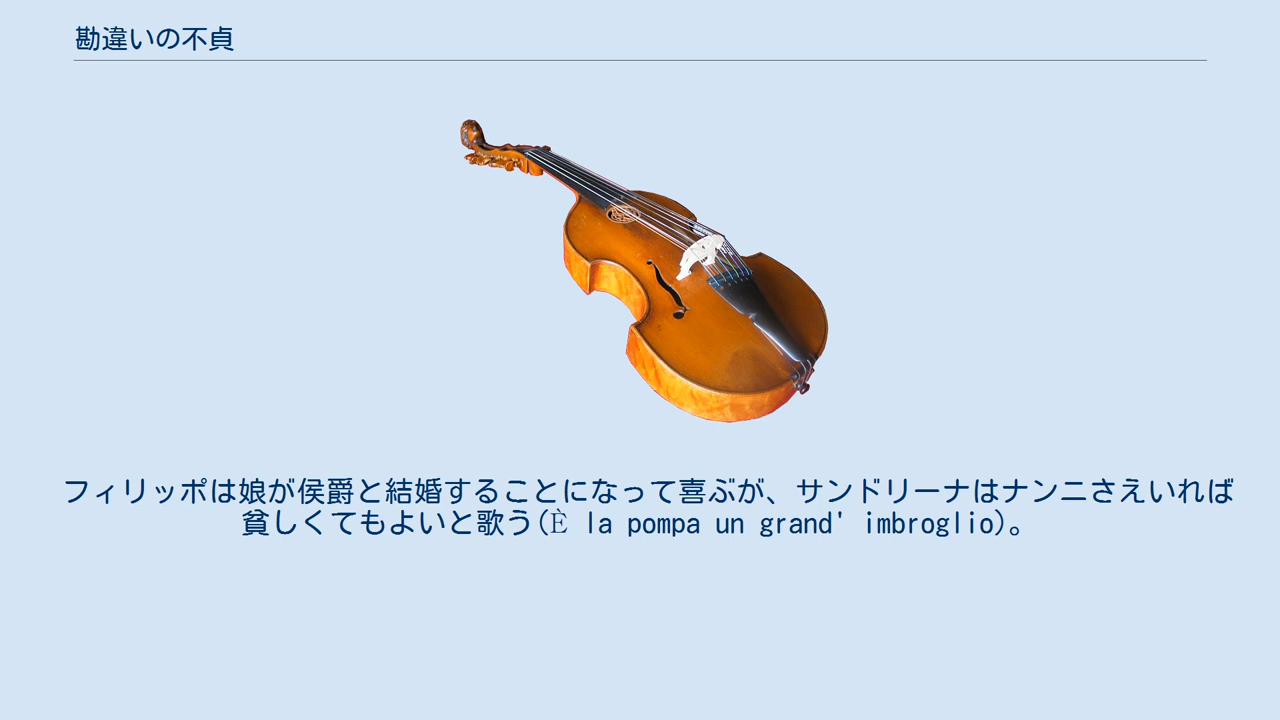 勘違いの不貞
フィリッポは娘が侯爵と結婚することになって喜ぶが、サンドリーナはナンニさえいれば
貧しくてもよいと歌う(È la pompa un grand' imbroglio)。